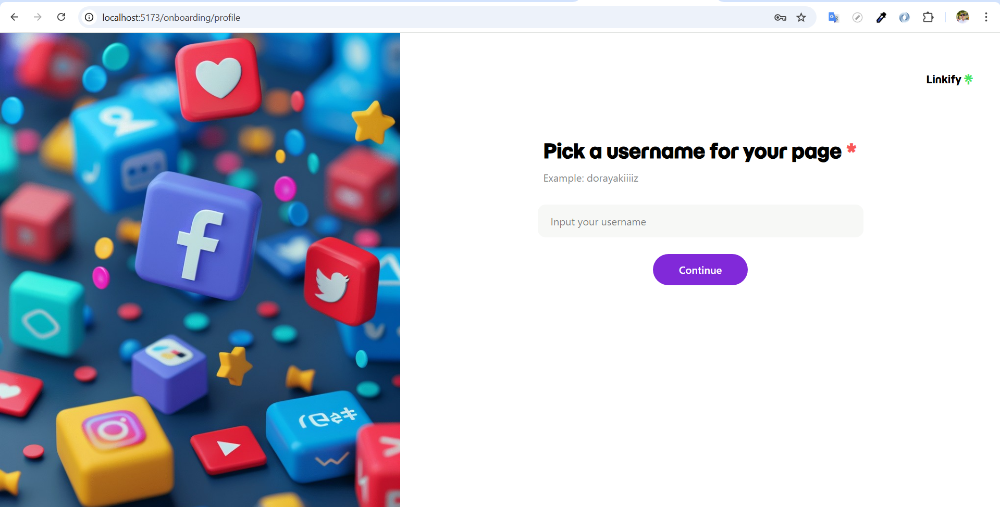 localhost:5173/onboarding/profile
Linkify
Pick a username for your page *
Example: dorayakiiiiz
Input your username
Continue